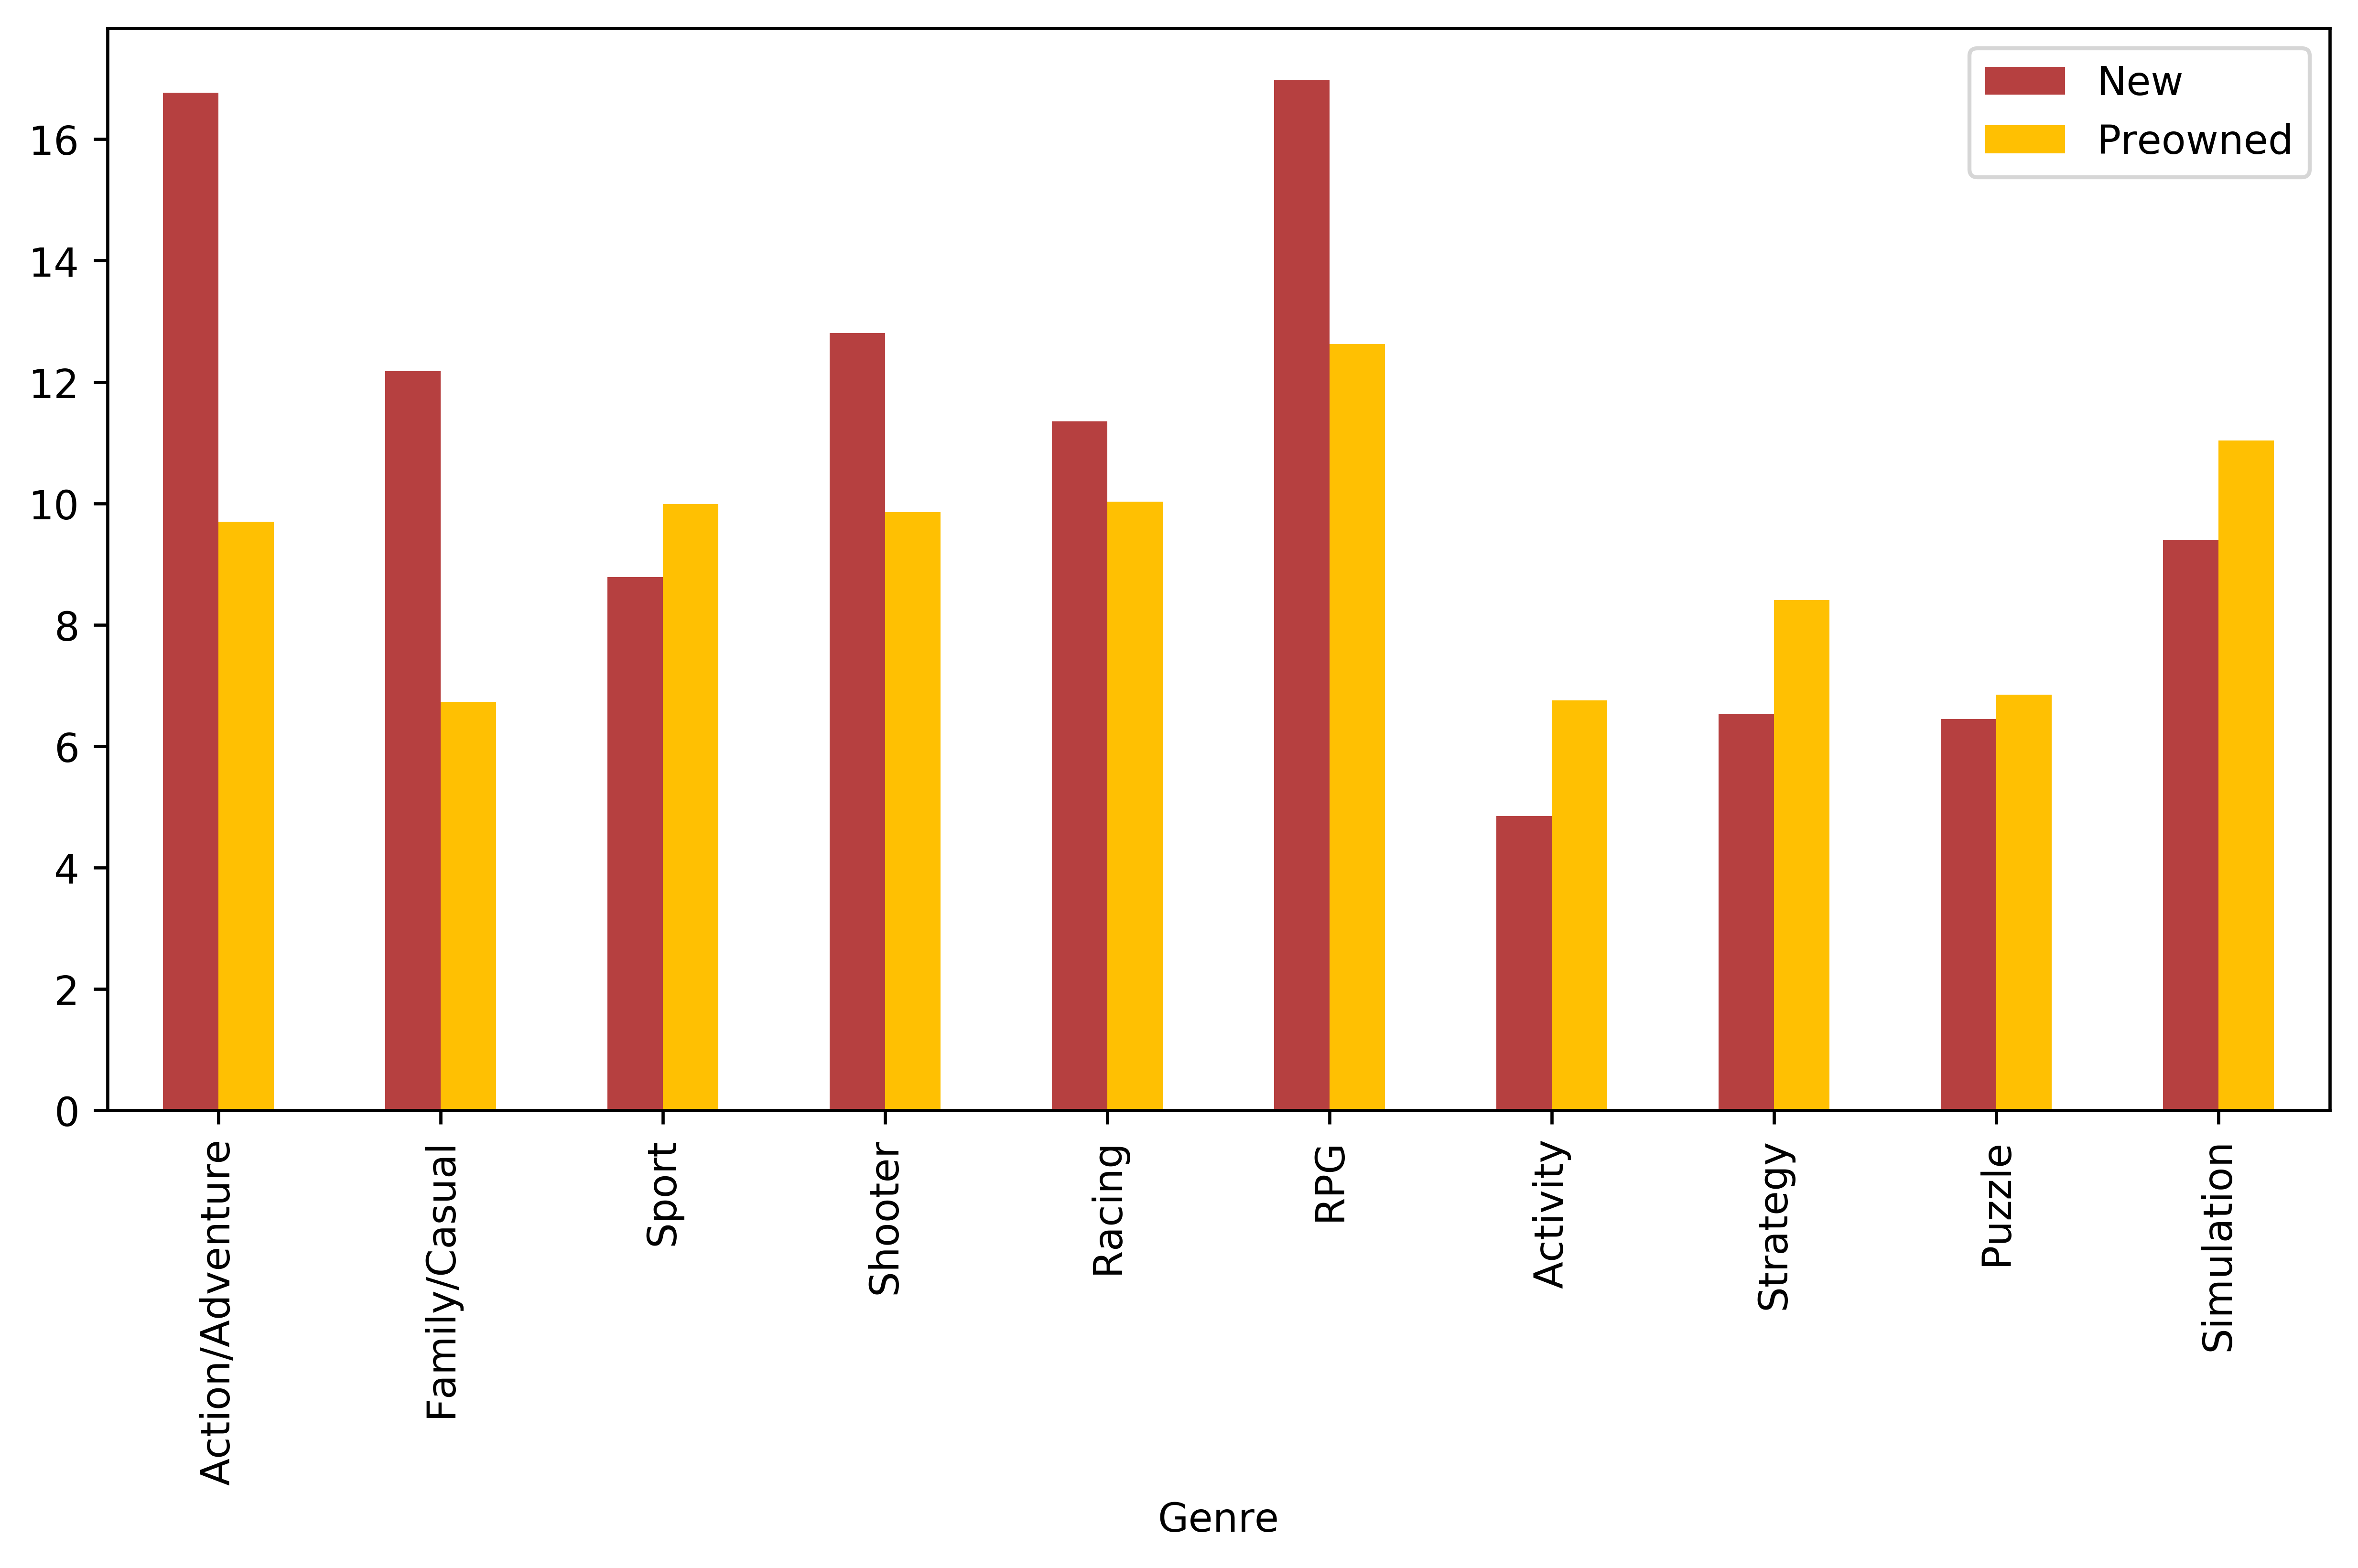 New
Preowned
16
14
12
10
8
6
4
2
0
Action/Adventure
Family/Casual
Sport
Shooter
Racing
RPG
Activity
Strategy
Puzzle
Simulation
Genre